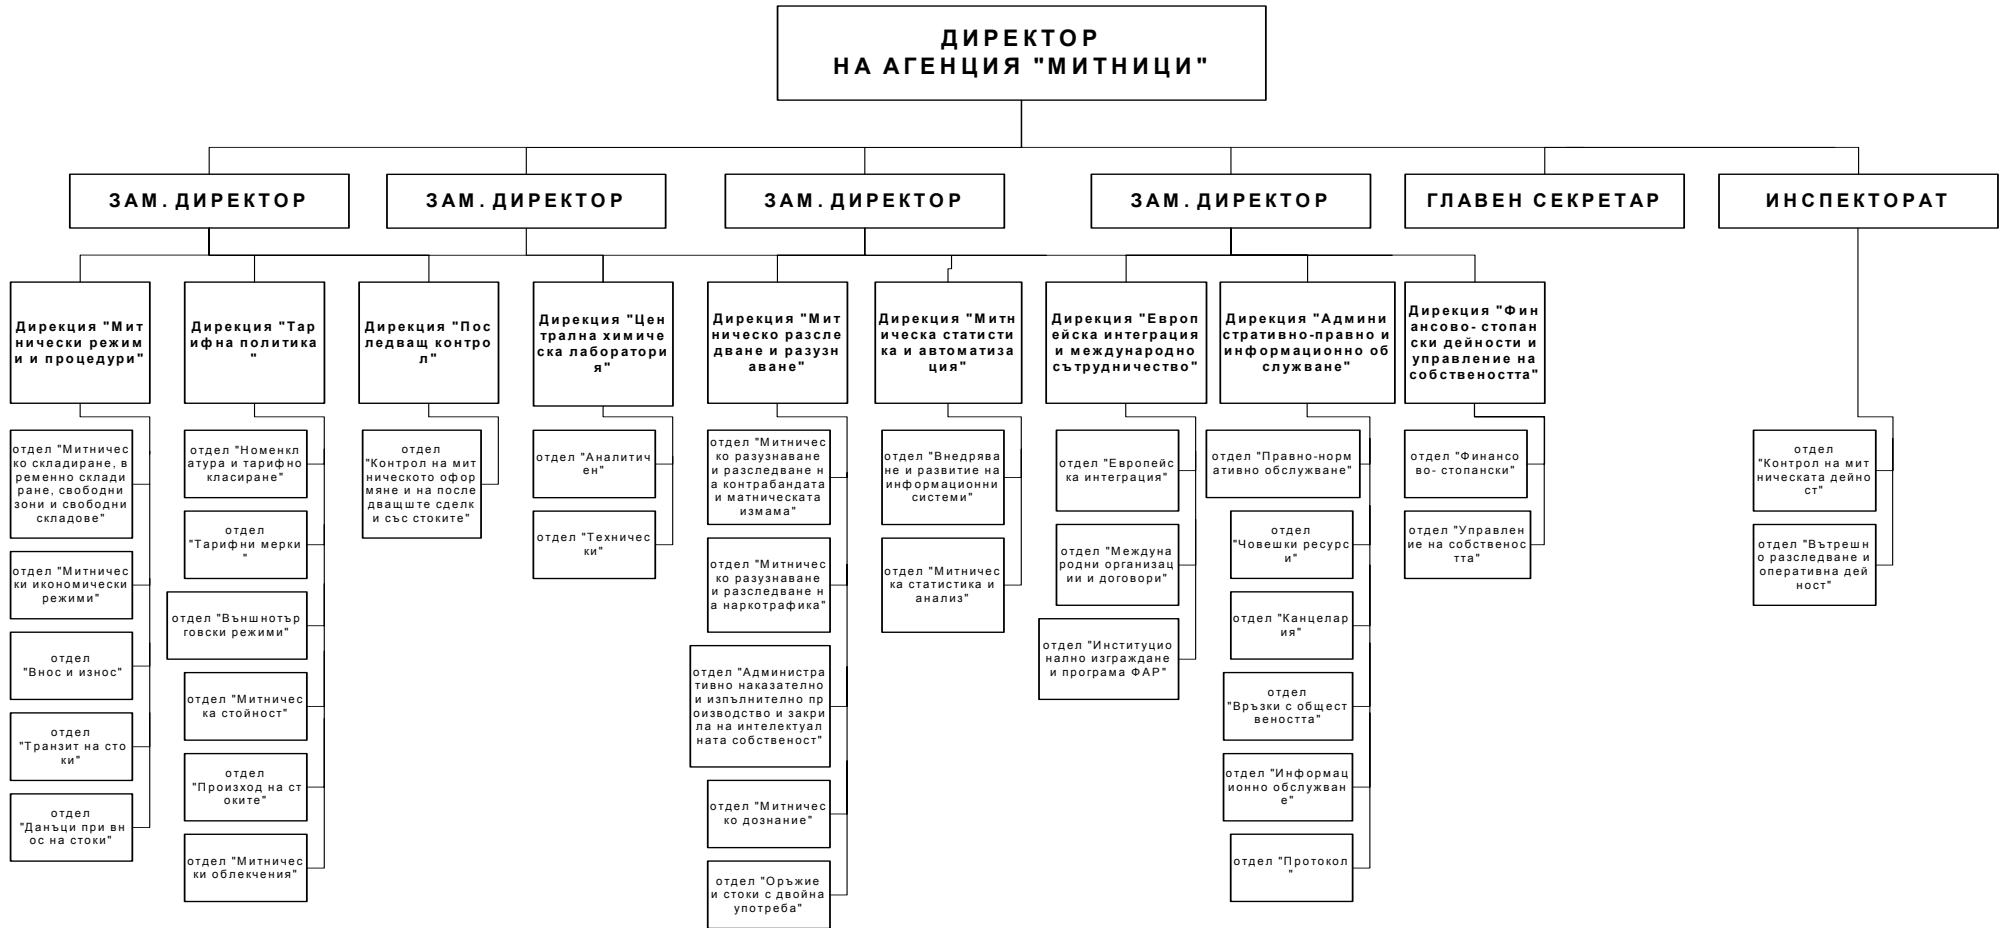 ДИРЕКТОР
НА АГЕНЦИЯ "МИТНИЦИ"
ЗАМ. ДИРЕКТОР
ЗАМ. ДИРЕКТОР
ЗАМ. ДИРЕКТОР
ЗАМ. ДИРЕКТОР
ГЛАВЕН СЕКРЕТАР
ИНСПЕКТОРАТ
Дирекция "Мит
нически режим
и и процедури"
Дирекция "Тар
ифна политика
"
Дирекция "Пос
ледващ контро
л"
Дирекция "Цен
трална химиче
ска лаборатори
я"
Дирекция "Мит
ническо разсле
дване и разузн
аване"
Дирекция "Митн
ическа статисти
ка и автоматиза
ция"
Дирекция "Европ
ейска интеграция
и международно
сътрудничество"
Дирекция "Админи
стративно-правно и
информационно об
служване"
Дирекция "Фин
ансово- стопан
ски дейности и
управление на
собствеността"
отдел "Митничес
ко складиране, в
ременно склади
ране, свободни
зони и свободни
складове"
отдел "Митничес
ки икономически
режими"
отдел
"Внос и износ"
отдел
"Транзит на сто
ки"
отдел
"Данъци при вн
ос на стоки"
отдел "Номенкл
атура и тарифно
класиране"
отдел
"Тарифни мерки
"
отдел "Външнотър
говски режими"
отдел "Митничес
ка стойност"
отдел
"Произход на ст
оките"
отдел "Митничес
ки облекчения"
отдел
"Контрол на мит
ническото офор
мяне и на после
дващште сделк
и със стоките"
отдел "Аналитич
ен"
отдел "Техничес
ки"
отдел "Митничес
ко разузнаване
и разследване н
а контрабандата
и матническата
измама"
отдел "Митничес
ко разузнаване
и разследване н
а наркотрафика"
отдел "Администра
тивно наказателно
и изпълнително пр
оизводство и закри
ла на интелектуал
ната собственост"
отдел "Митничес
ко дознание"
отдел "Оръжие
и стоки с двойна
употреба"
отдел "Внедрява
не и развитие на
информационни
системи"
отдел "Митничес
ка статистика и
анализ"
отдел "Европейс
ка интеграция"
отдел "Междуна
родни организац
ии и договори"
отдел "Институцио
нално изграждане
и програма ФАР"
отдел "Правно-норм
ативно обслужване"
отдел
"Човешки ресурс
и"
отдел "Канцелар
ия"
отдел
"Връзки с общест
веността"
отдел "Информац
ионно обслужван
е"
отдел "Протокол
"
отдел "Финансо
во- стопански"
отдел "Управлен
ие на собственос
тта"
отдел
"Контрол на мит
ническата дейно
ст"
отдел "Вътрешн
о разследване и
оперативна дей
ност"